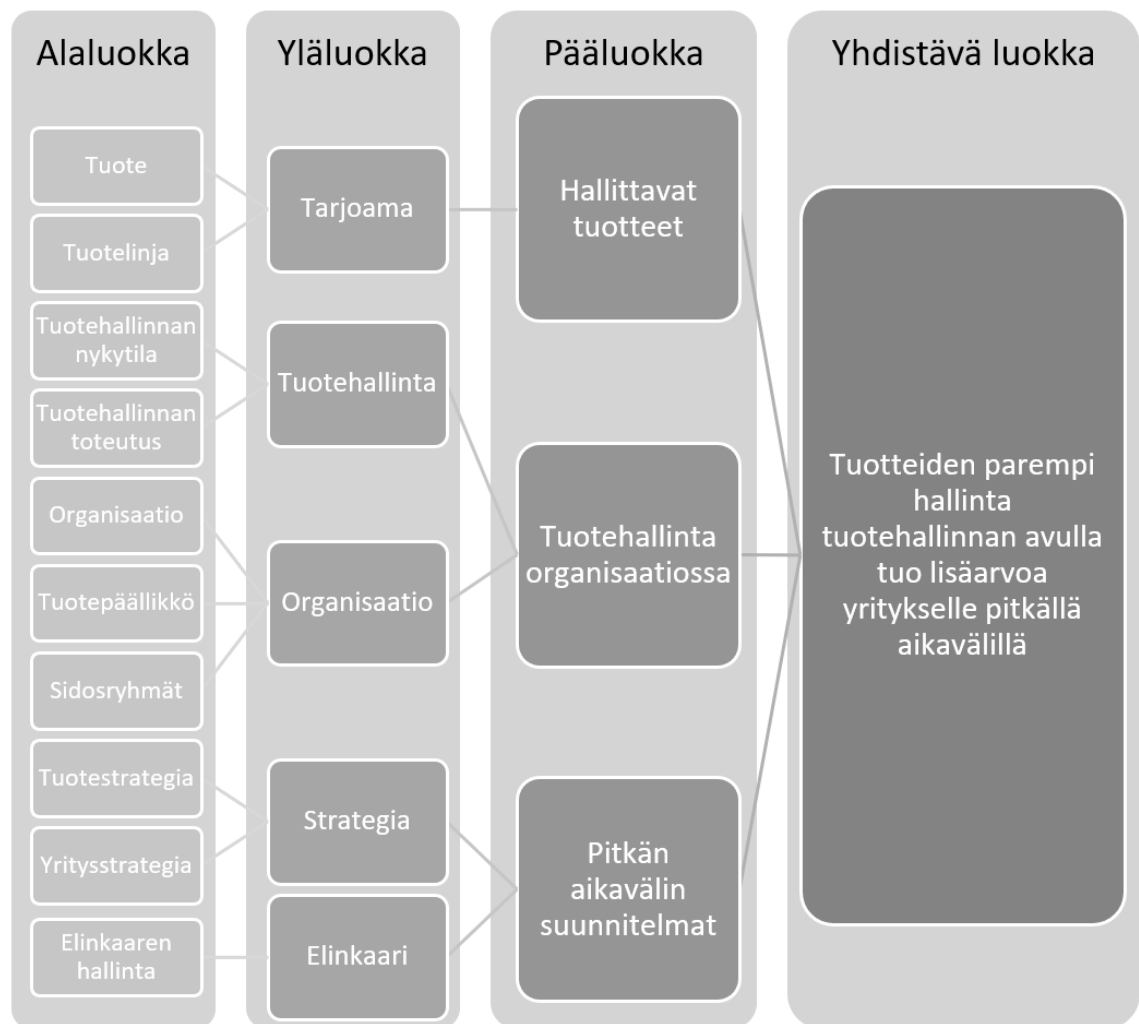 Alaluokka
Tuote
Tuotelinja
Tuotehallinnan
nykytila
Tuotehallinnan
toteutus
Organisaatio
Tuotepäällikkö
Sidosryhmät
Tuotestrategia
Yritysstrategia
Elinkaaren
hallinta
Yläluokka
Tarjoama
Tuotehallinta
Organisaatio
Strategia
Elinkaari
Pääluokka
Hallittavat
tuotteet
Tuotehallinta
organisaatiossa
Pitkän
aikavälin
suunnitelmat
Yhdistävä luokka
Tuotteiden parempi
hallinta
tuotehallinnan avulla
tuo lisäarvoa
yritykselle pitkällä
aikavälillä